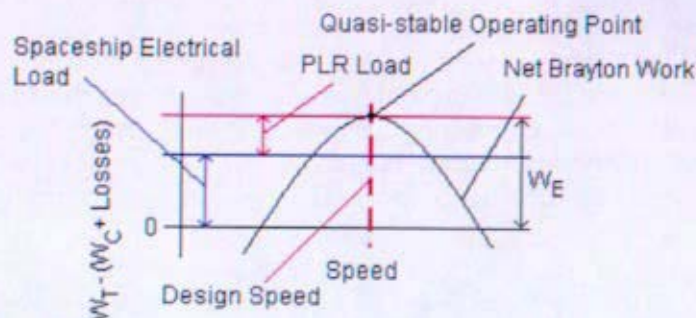 Quasi-stable Operating Point
Spaceship Electrical
Load
PLR Load
Net Brayton Work
W_T - (W_C + Losses)
W_E
0
Speed
Design Speed